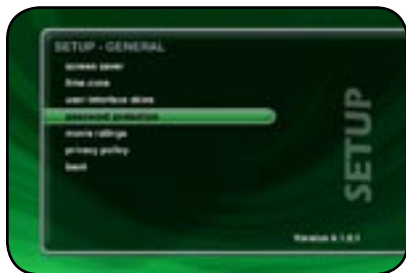 SETUP - GENERAL
screen saver
time zone
user interface skins
password protection
movie ratings
privacy policy
back
SETUP